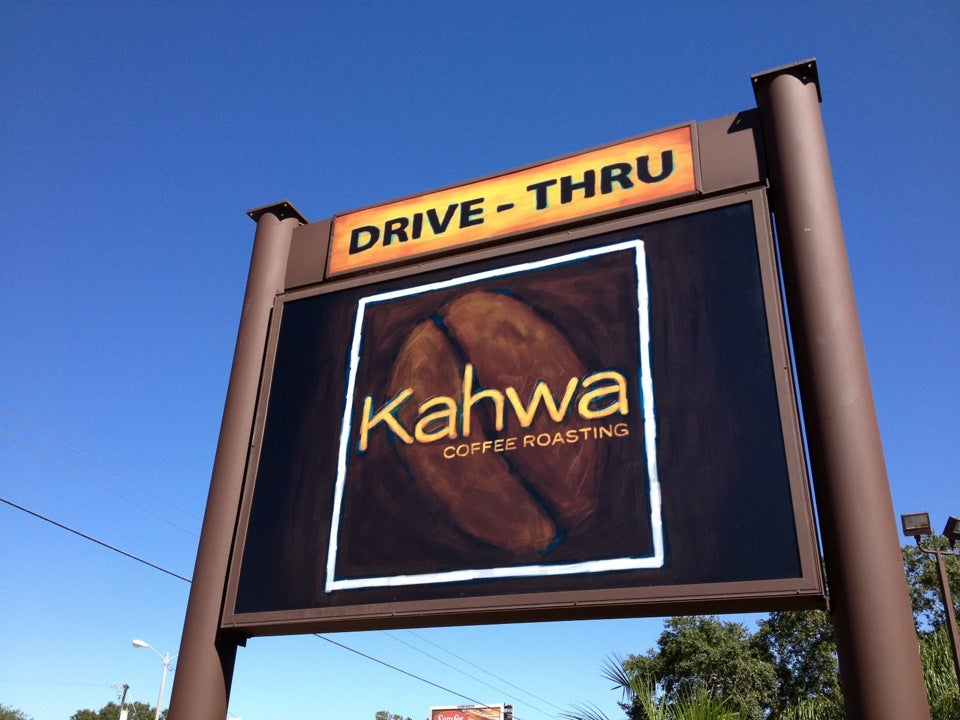 DRIVE - THRU
Kahwa
COFFEE ROASTING